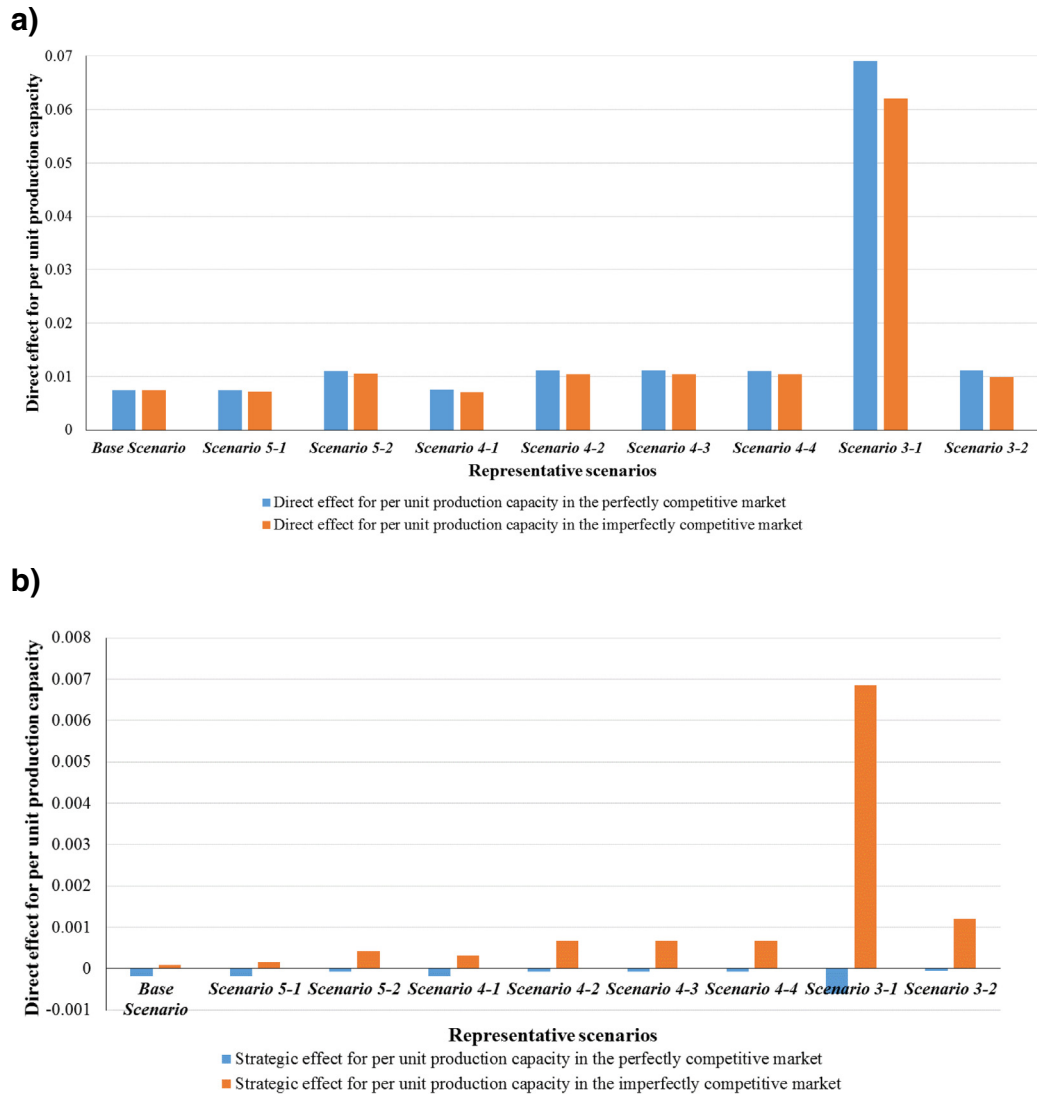 a)
Direct effect for per unit production capacity
0.07
0.06
0.05
0.04
0.03
0.02
0.01
0
Base Scenario Scenario 5-1 Scenario 5-2 Scenario 4-1 Scenario 4-2 Scenario 4-3 Scenario 4-4 Scenario 3-1 Scenario 3-2
Representative scenarios
Direct effect for per unit production capacity in the perfectly competitive market
Direct effect for per unit production capacity in the imperfectly competitive market
b)
Direct effect for per unit production capacity
0.008
0.007
0.006
0.005
0.004
0.003
0.002
0.001
0
-0.001
Base Scenario 5-1 Scenario 5-2 Scenario 4-1 Scenario 4-2 Scenario 4-3 Scenario 4-4 Scenario 3-1 Scenario 3-2
Scenario
Representative scenarios
Strategic effect for per unit production capacity in the perfectly competitive market
Strategic effect for per unit production capacity in the imperfectly competitive market